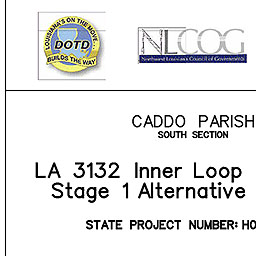 LOUISIANA'S ON THE MOVE
DOTD
BUILDS THE WAY
NLCOG
Northwest Louisiana's Council of Governments
CADDO PARISH
SOUTH SECTION
LA 3132 Inner Loop
Stage 1 Alternative
STATE PROJECT NUMBER: HO